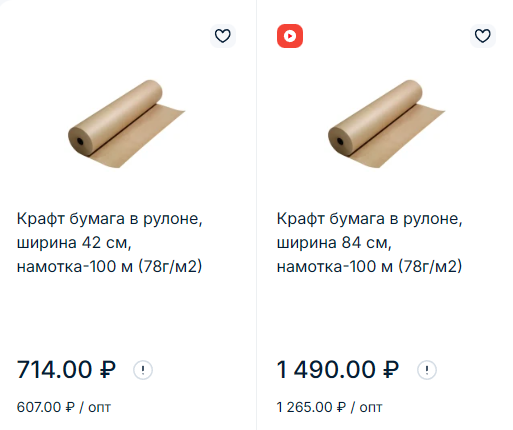 Крафт бумага в рулоне,
ширина 42 см,
намотка-100 м (78г/м2)
714.00 ₽
607.00 ₽ / опт
Крафт бумага в рулоне,
ширина 84 см,
намотка-100 м (78г/м2)
1 490.00 ₽
1 265.00 ₽ / опт